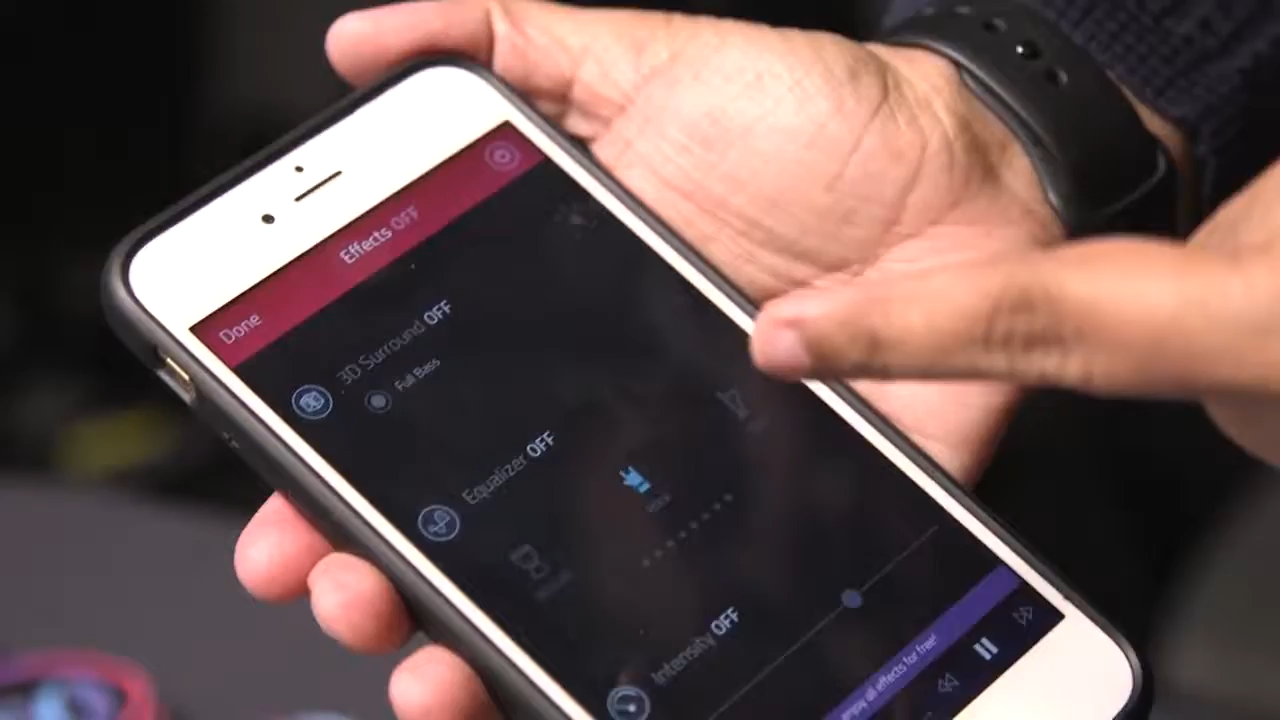 Effects OFF
Done
3D Surround OFF
Full Bass
Equalizer OFF
Intensity OFF
all effects for free!